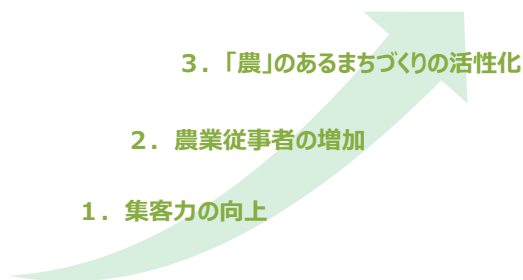 ３．「農」のあるまちづくりの活性化
２．農業従事者の増加
１．集客力の向上